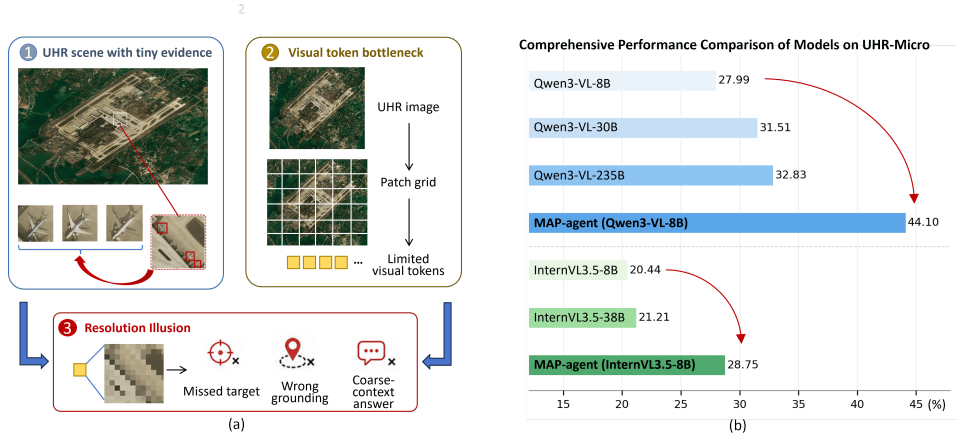 2
1 UHR scene with tiny evidence
2 Visual token bottleneck
UHR image
Patch grid
Limited
visual tokens
...
3 Resolution Illusion
Missed target
Wrong
grounding
Coarse-
context
answer
(a)
Comprehensive Performance Comparison of Models on UHR-Micro
Qwen3-VL-8B 27.99
Qwen3-VL-30B 31.51
Qwen3-VL-235B 32.83
MAP-agent (Qwen3-VL-8B) 44.10
InternVL3.5-8B 20.44
InternVL3.5-38B 21.21
MAP-agent (InternVL3.5-8B) 28.75
15 20 25 30 35 40 45 (%)
(b)